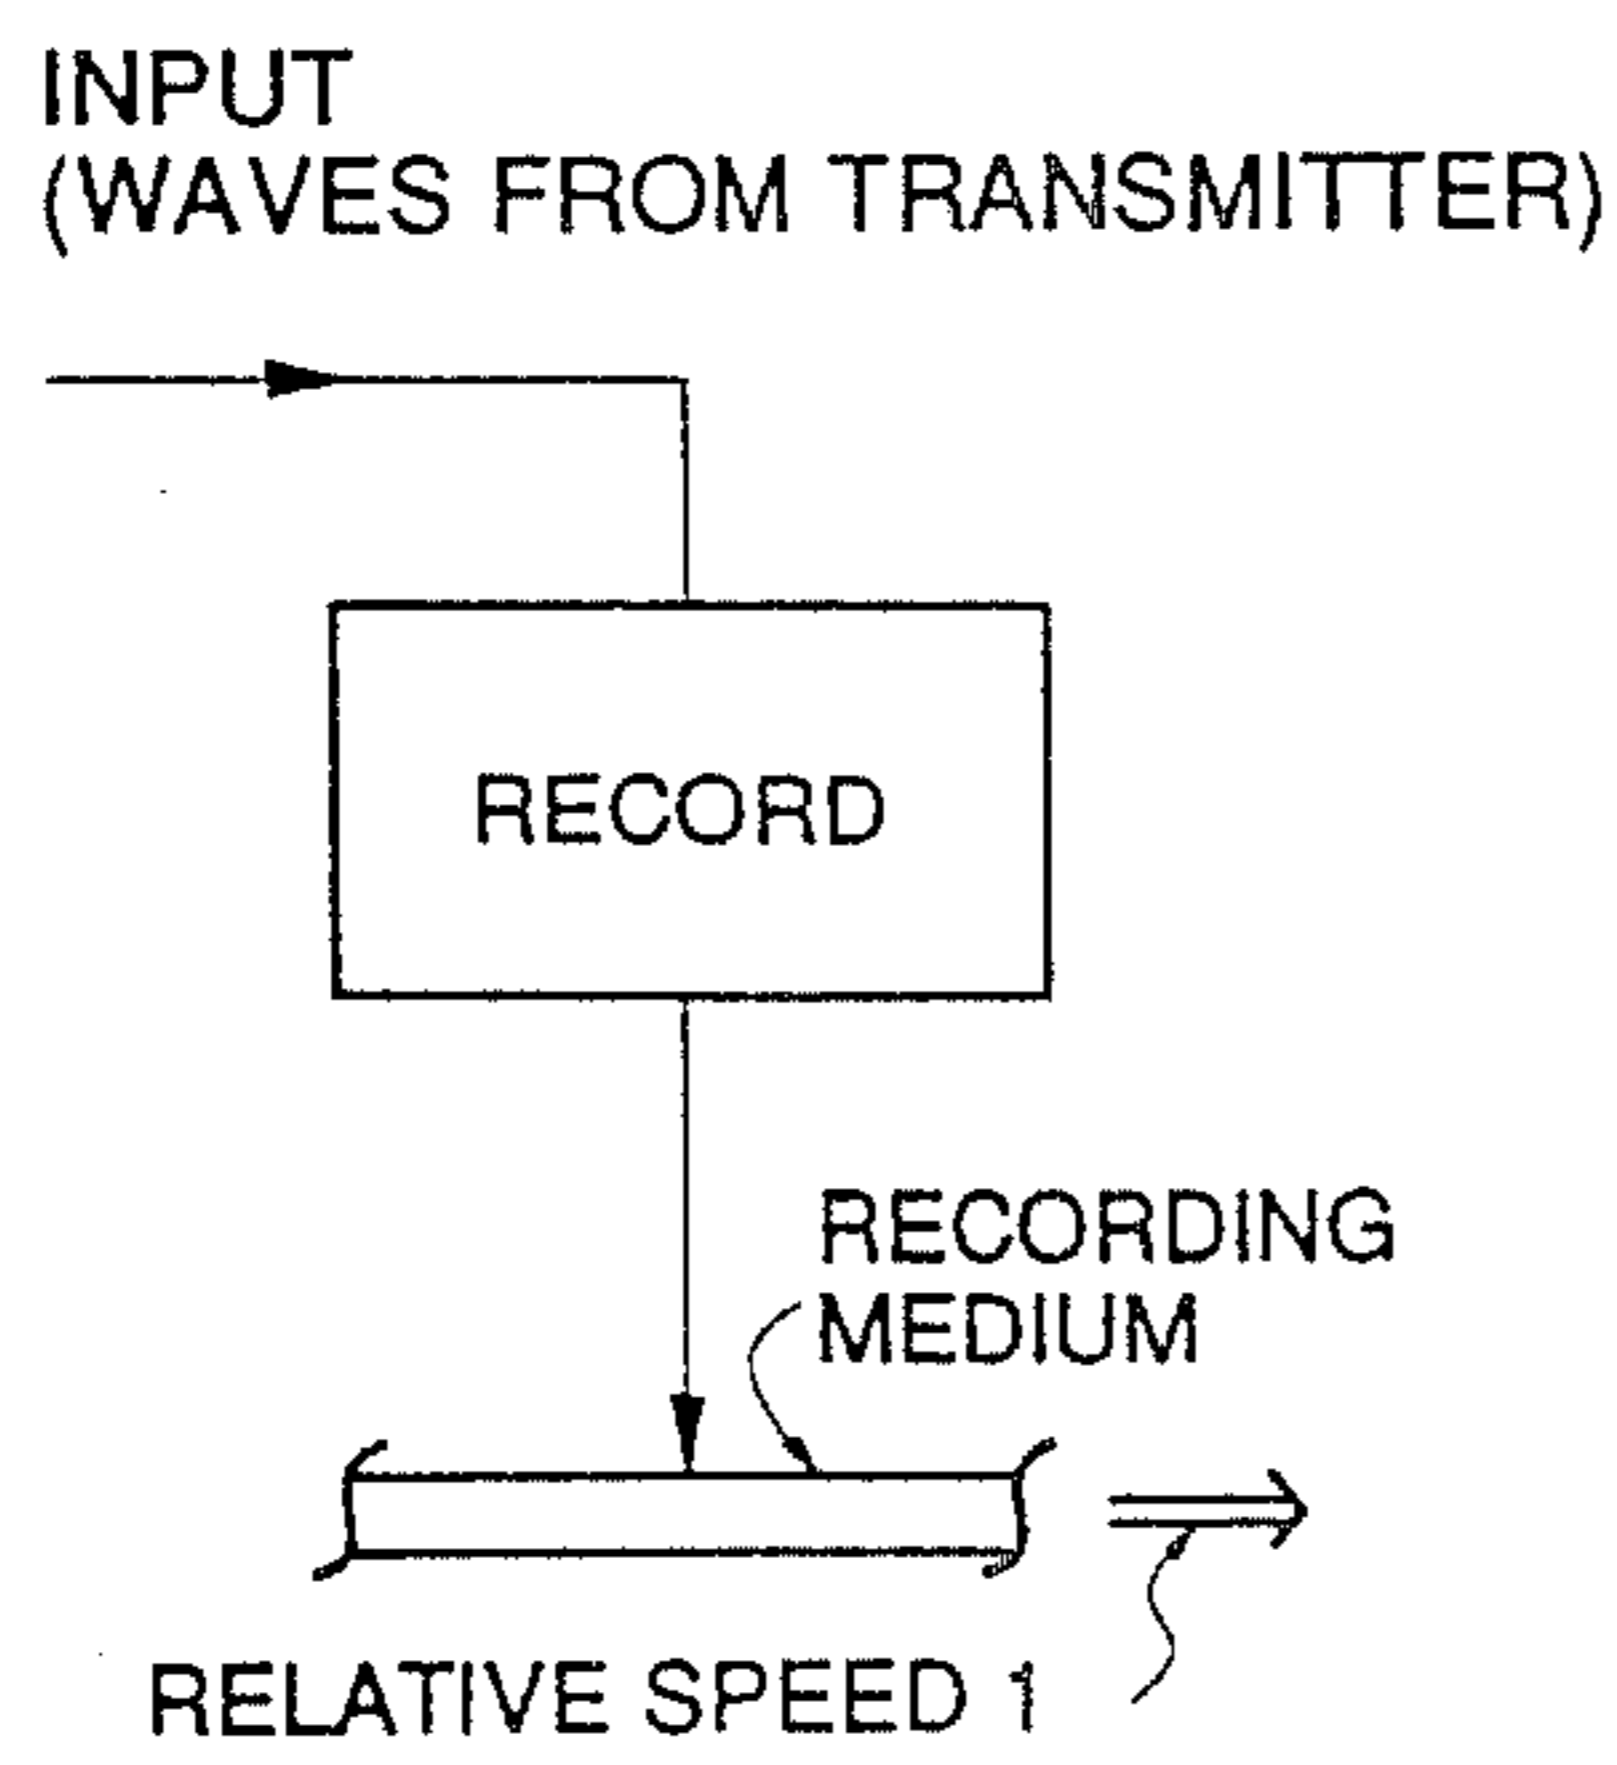 INPUT
(WAVES FROM TRANSMITTER)
RECORD
RECORDING
MEDIUM
RELATIVE SPEED 1